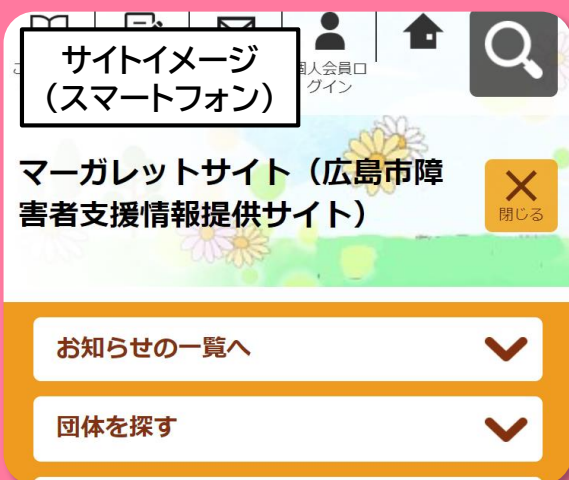 サイトイメージ
（スマートフォン）
個人会員ロ
グイン
マーガレットサイト（広島市障
害者支援情報提供サイト）
閉じる
お知らせの一覧へ
団体を探す